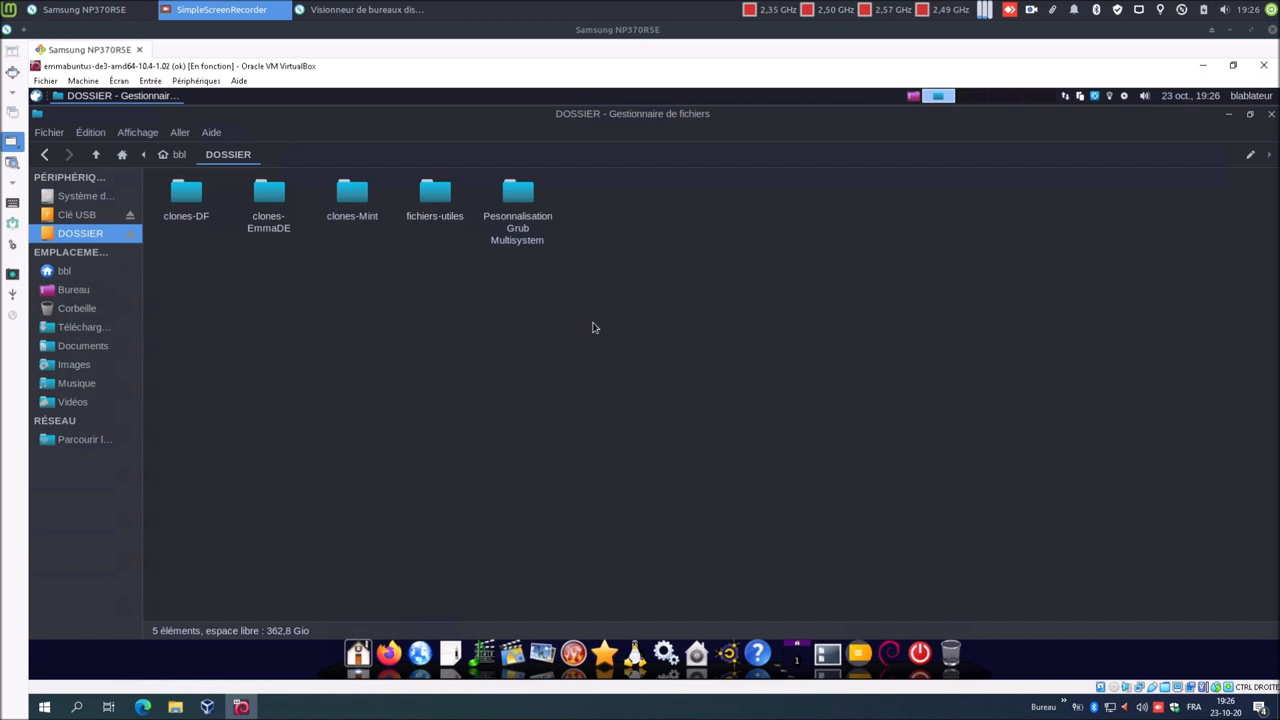 Samsung NP370R5E
SimpleScreenRecorder
Visionneur de bureaux dis...
2,35 GHz
2,50 GHz
2,57 GHz
2,49 GHz
19:26
Samsung NP370R5E
Samsung NP370R5E
emmabuntus-de3-amd64-10.4-1.02 (ok) [En fonction] - Oracle VM VirtualBox
Fichier Machine Écran Entrée Périphériques Aide
DOSSIER - Gestionnair...
23 oct., 19:26 blablateur
DOSSIER - Gestionnaire de fichiers
Fichier Édition Affichage Aller Aide
bbl DOSSIER
PÉRIPHÉRIQ...
Système d...
Clé USB
DOSSIER
EMPLACEME...
bbl
Bureau
Corbeille
Télécharg...
Documents
Images
Musique
Vidéos
RÉSEAU
Parcourir l...
clones-DF
clones-
EmmaDE
clones-Mint
fichiers-utiles
Pesonnalisation
Grub
Multisystem
5 éléments, espace libre : 362,8 Gio
1
CTRL DROITE
Bureau
FRA
19:26
23-10-20
4